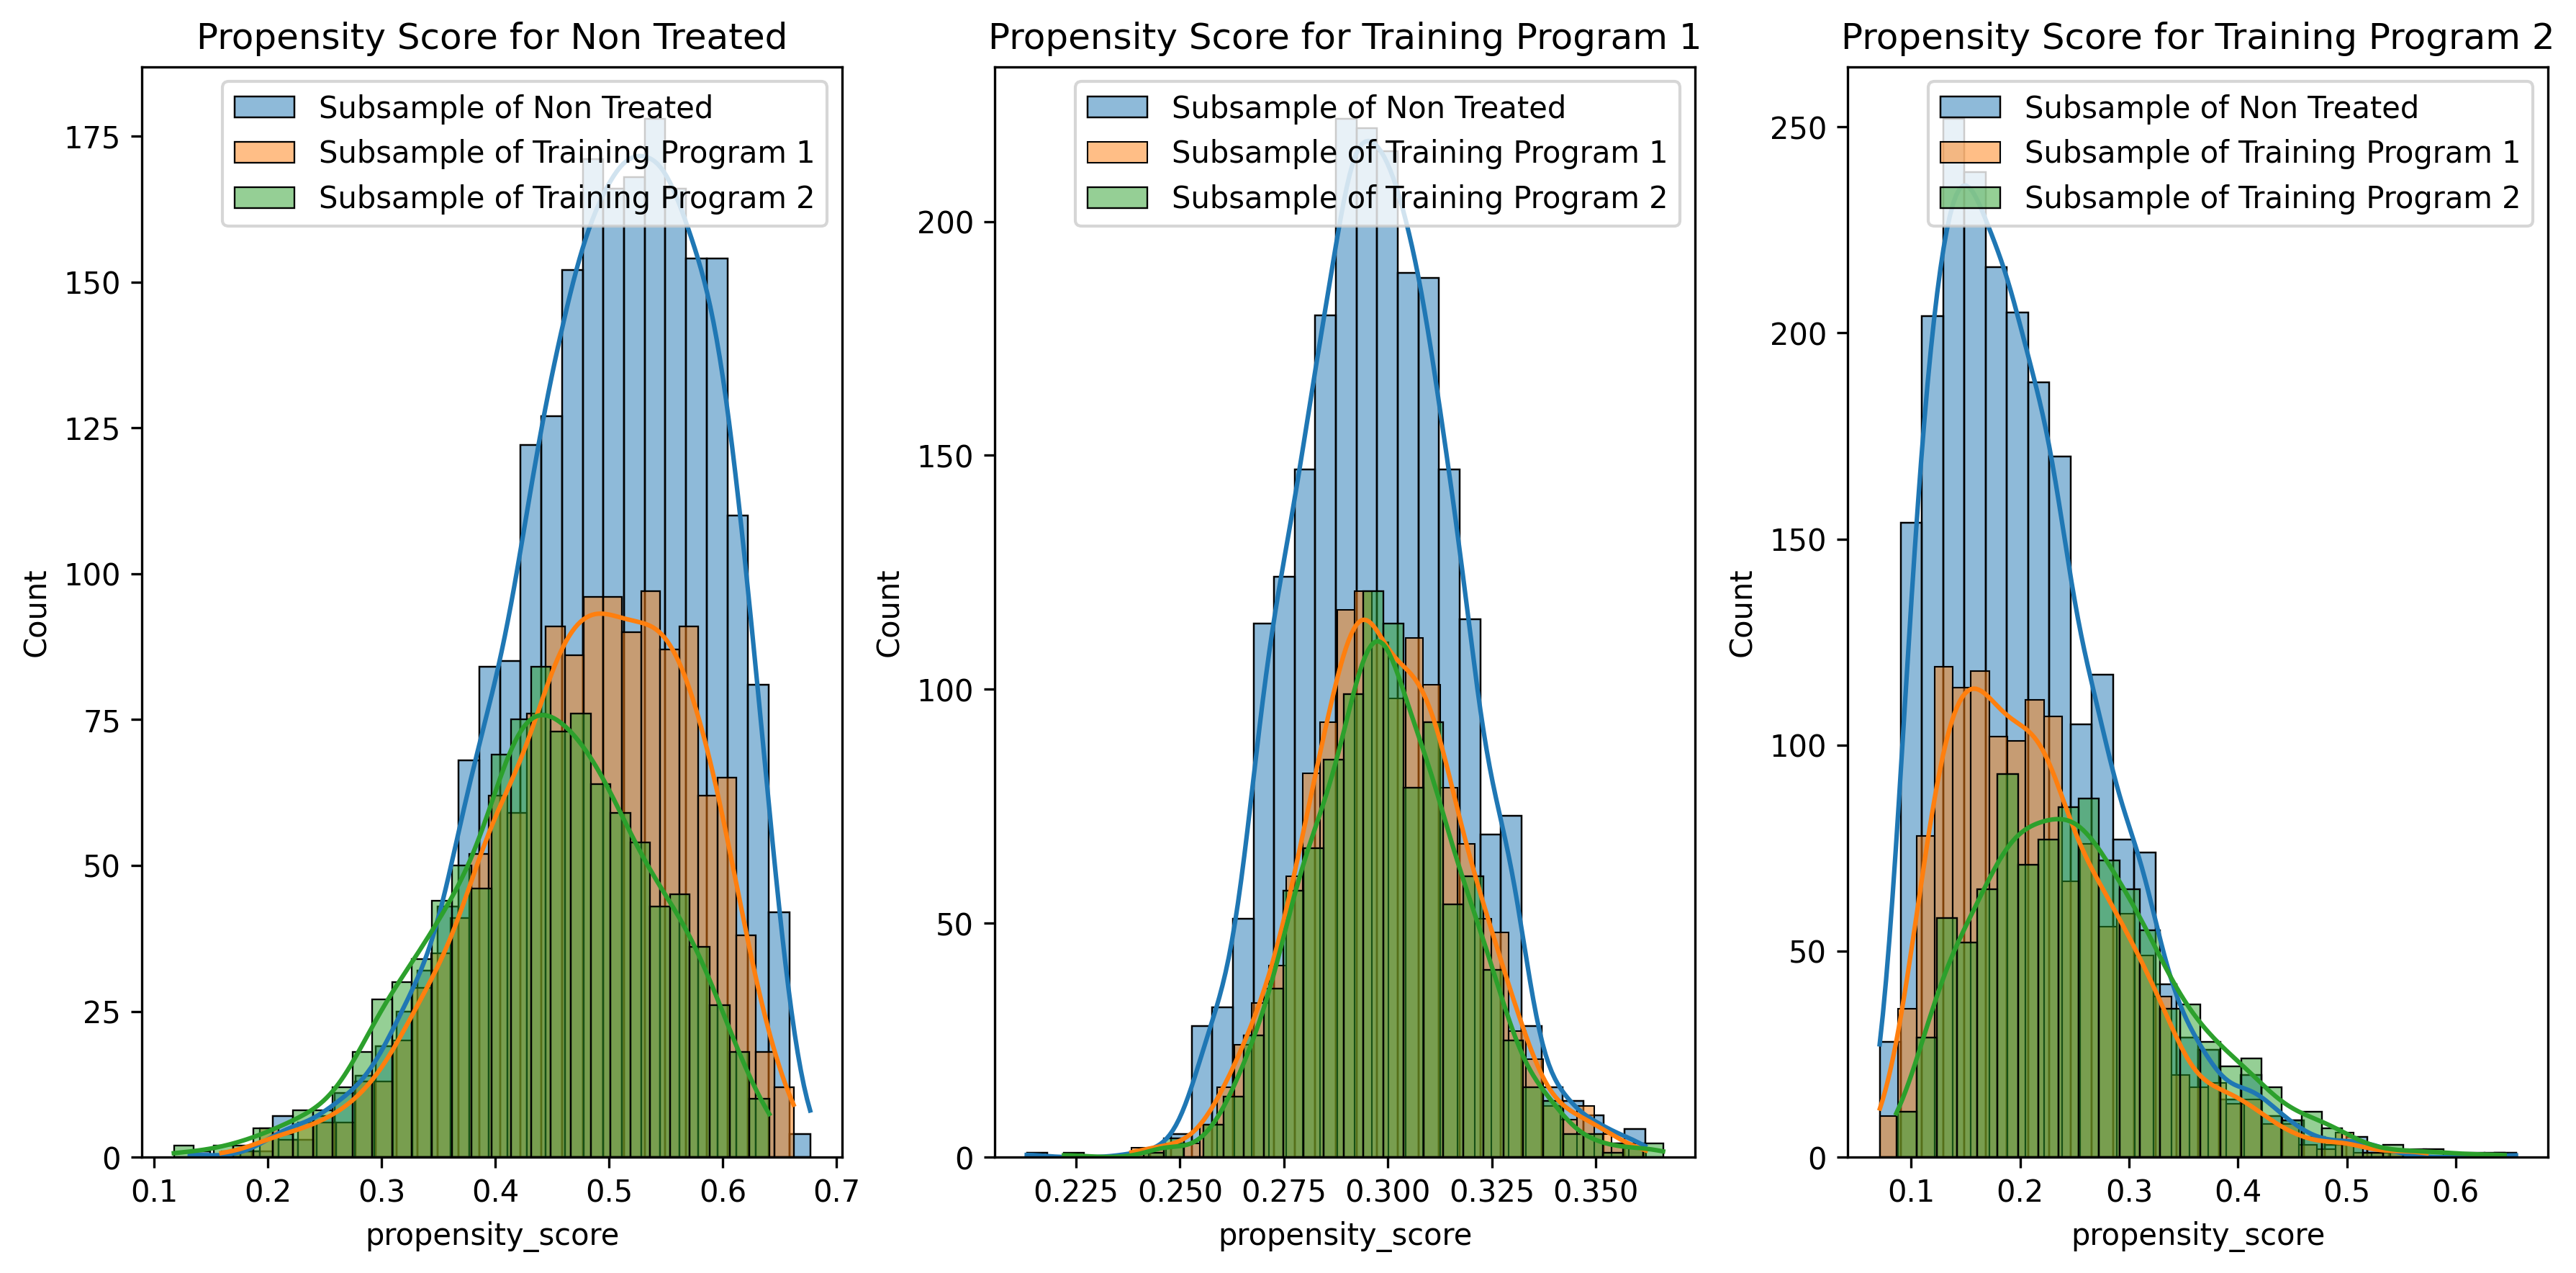 Propensity Score for Non Treated
Subsample of Non Treated
Subsample of Training Program 1
Subsample of Training Program 2
175
150
125
100
75
50
25
0
Count
0.1 0.2 0.3 0.4 0.5 0.6 0.7
propensity_score
Propensity Score for Training Program 1
Subsample of Non Treated
Subsample of Training Program 1
Subsample of Training Program 2
200
150
100
50
0
Count
0.225 0.250 0.275 0.300 0.325 0.350
propensity_score
Propensity Score for Training Program 2
Subsample of Non Treated
Subsample of Training Program 1
Subsample of Training Program 2
250
200
150
100
50
0
Count
0.1 0.2 0.3 0.4 0.5 0.6
propensity_score